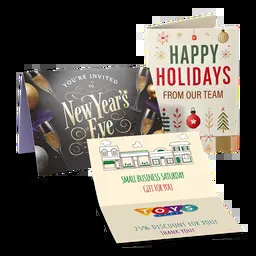 YOU'RE INVITED
TO
New Year's
Eve
HAPPY
HOLIDAYS
FROM OUR TEAM
SMALL BUSINESS SATURDAY
GIFT FOR YOU
TOYS
25% DISCOUNT FOR YOU!
THANK YOU!